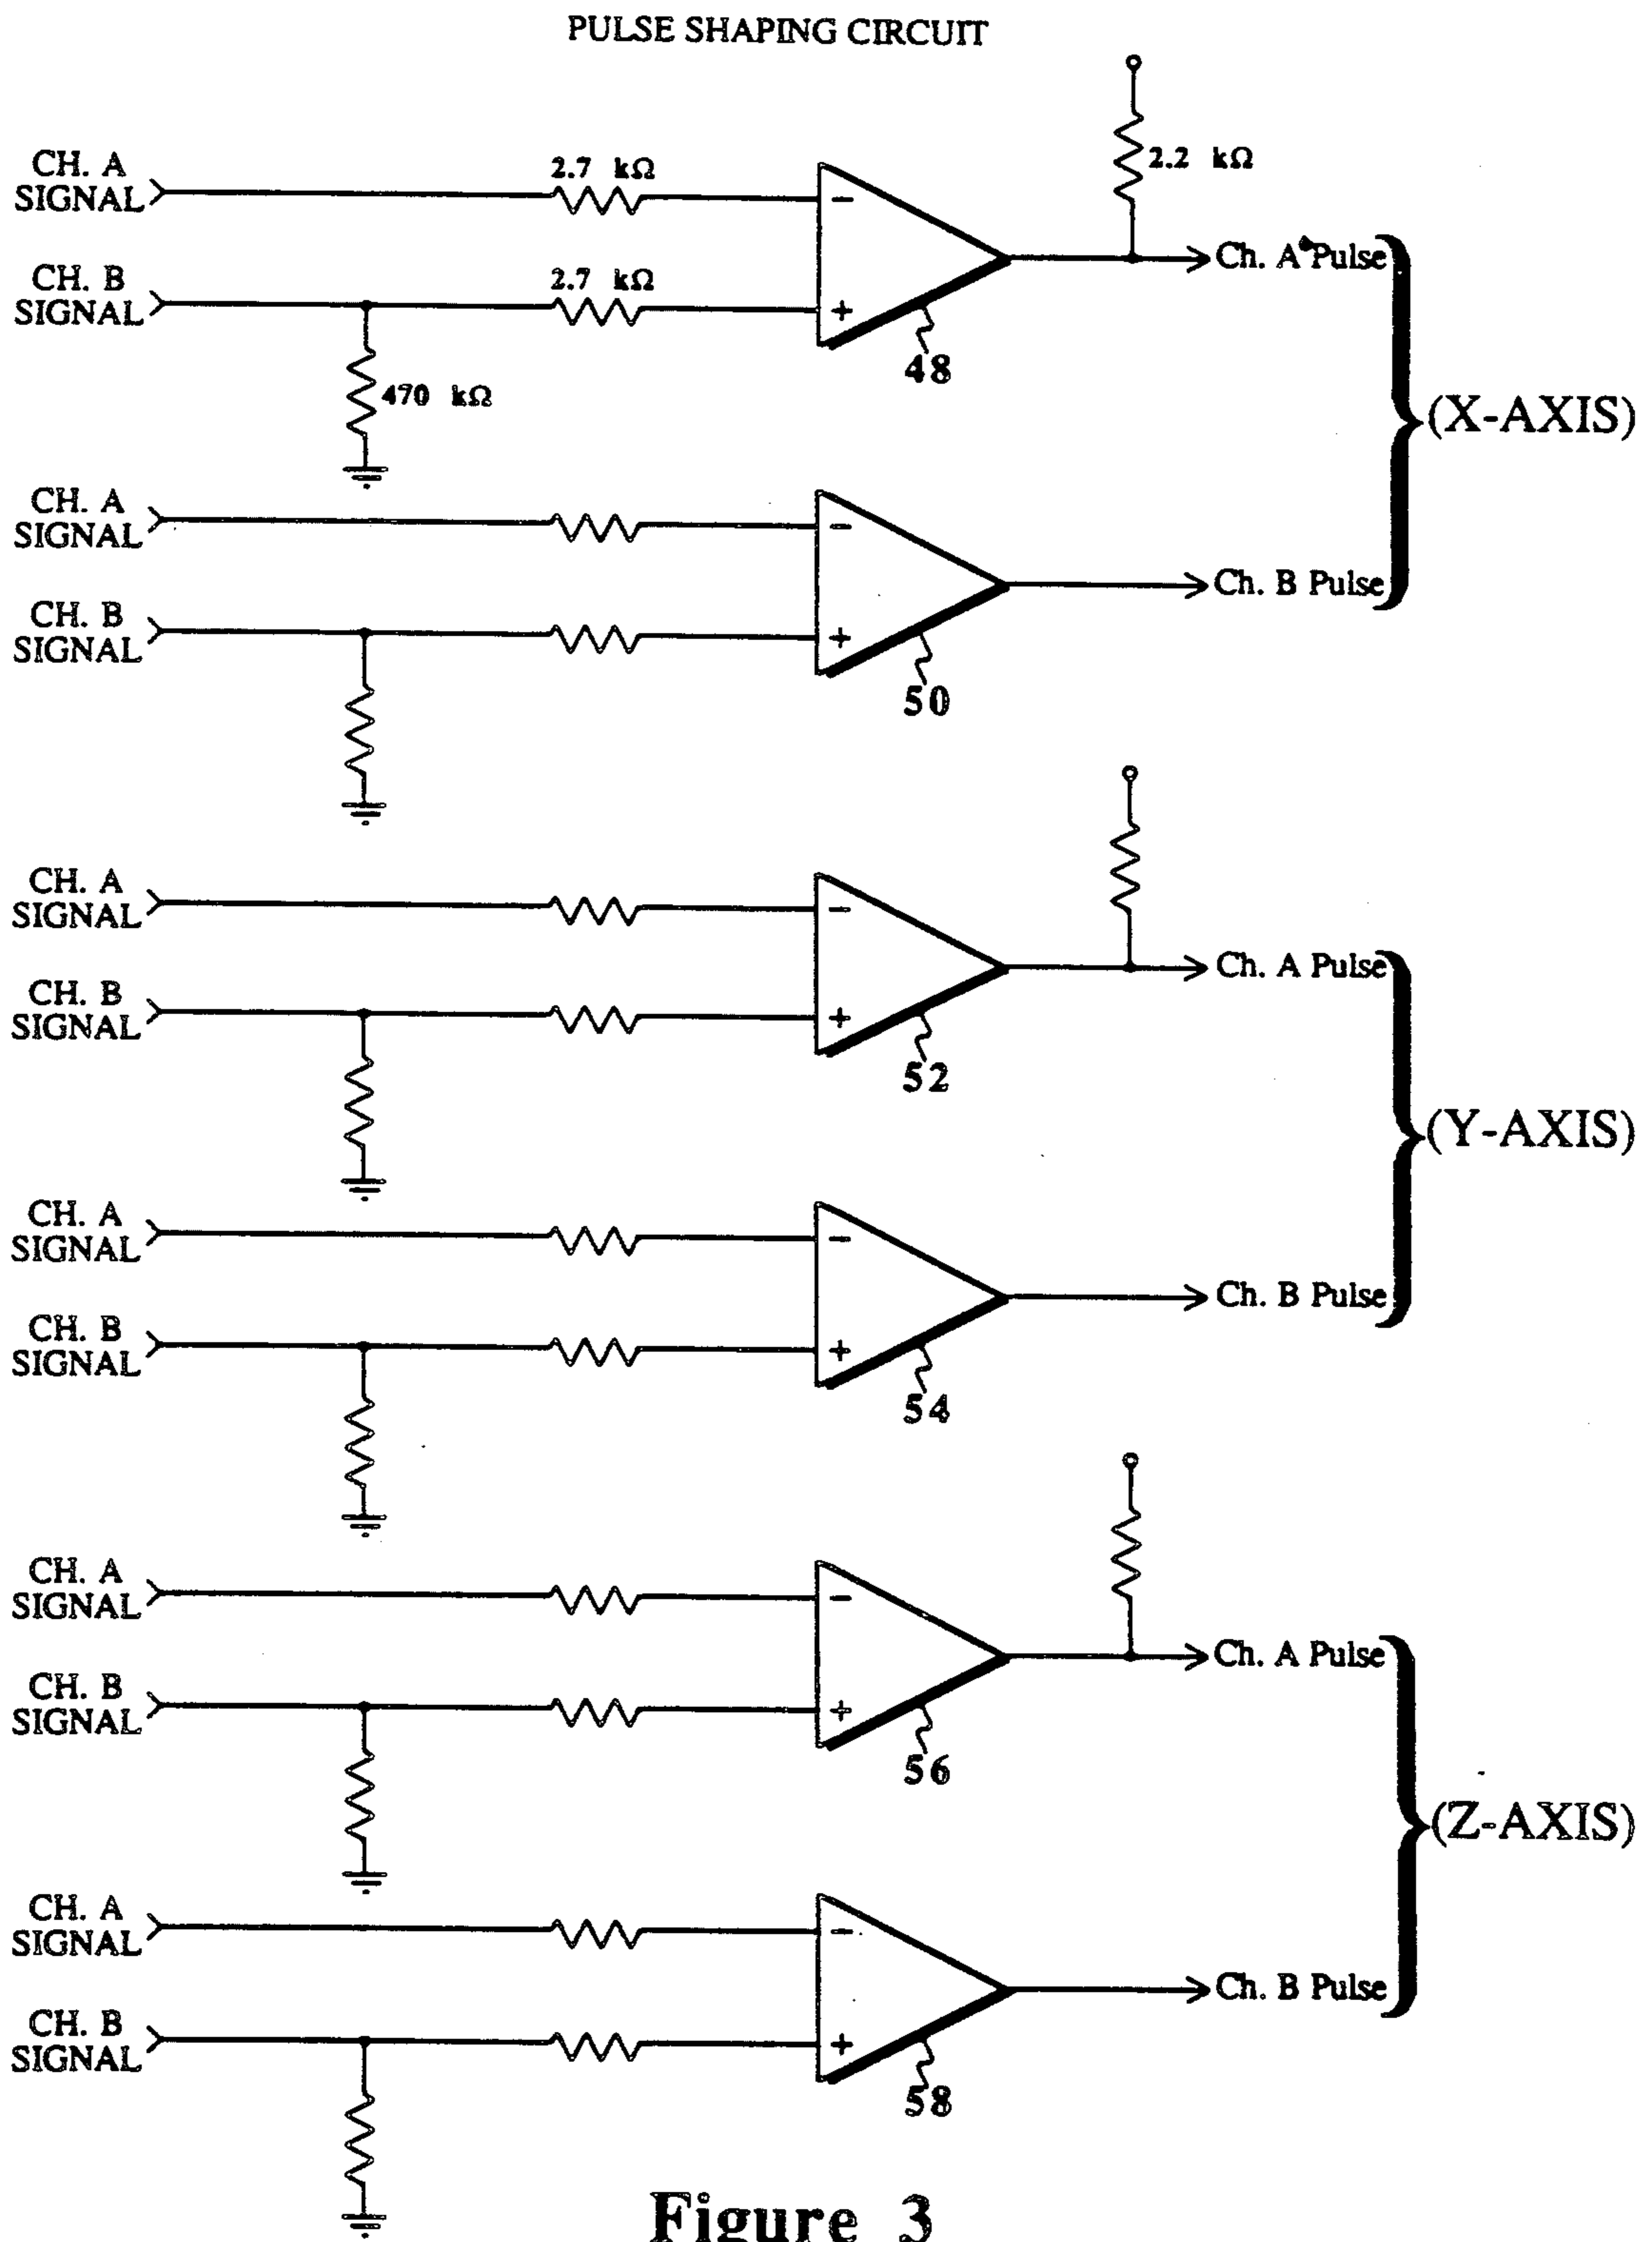 PULSE SHAPING CIRCUIT
CH. A
SIGNAL
2.7 kΩ
-
2.2 kΩ
Ch. A Pulse
CH. B
SIGNAL
2.7 kΩ
+
48
470 kΩ
(X-AXIS)
CH. A
SIGNAL
-
Ch. B Pulse
CH. B
SIGNAL
+
50
CH. A
SIGNAL
-
Ch. A Pulse
CH. B
SIGNAL
+
52
(Y-AXIS)
CH. A
SIGNAL
-
Ch. B Pulse
CH. B
SIGNAL
+
54
CH. A
SIGNAL
-
Ch. A Pulse
CH. B
SIGNAL
+
56
(Z-AXIS)
CH. A
SIGNAL
-
Ch. B Pulse
CH. B
SIGNAL
+
58
Figure 3